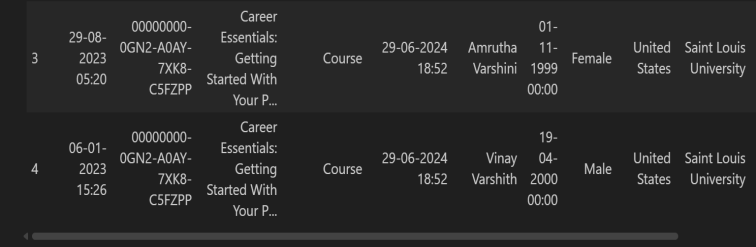 3 29-08-2023 05:20 00000000-0GN2-A0AY-7XK8-C5FZPP Career Essentials: Getting Started With Your P... Course 29-06-2024 18:52 Amrutha Varshini 01-11-1999 00:00 Female United States Saint Louis University
4 06-01-2023 15:26 00000000-0GN2-A0AY-7XK8-C5FZPP Career Essentials: Getting Started With Your P... Course 29-06-2024 18:52 Vinay Varshith 19-04-2000 00:00 Male United States Saint Louis University